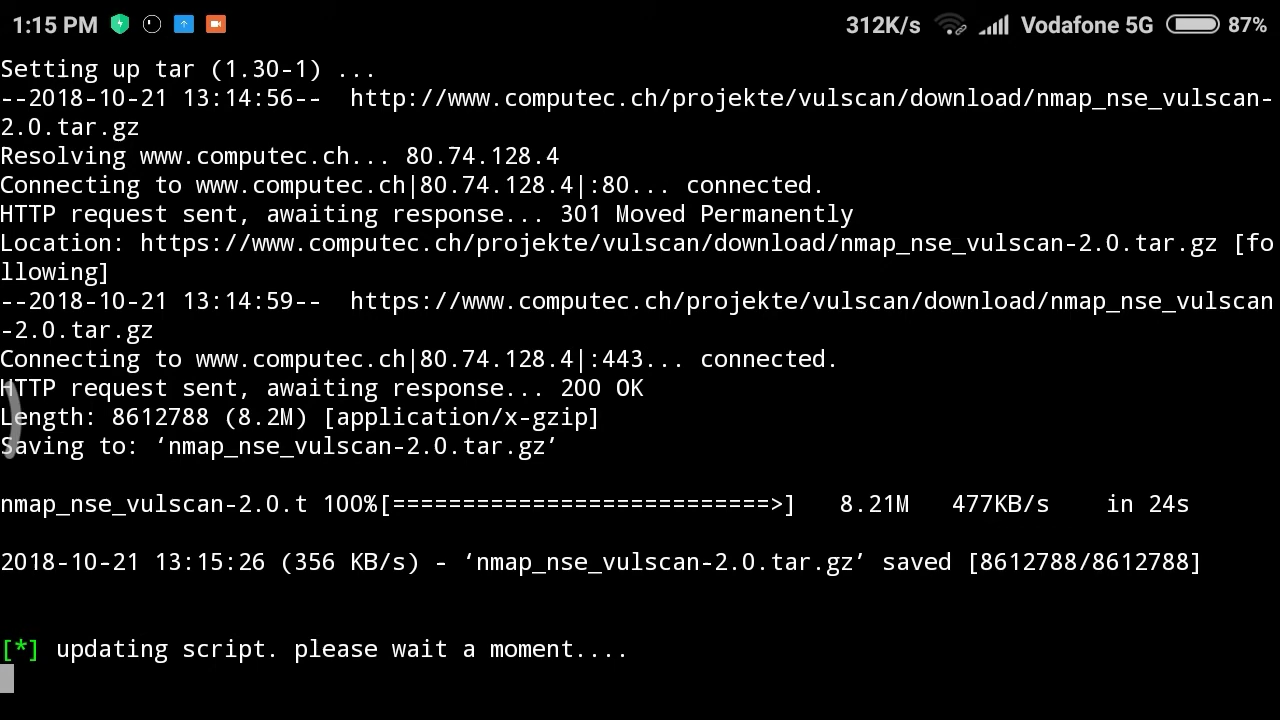 1:15 PM 312K/s Vodafone 5G 87%
Setting up tar (1.30-1) ...
--2018-10-21 13:14:56--  http://www.computec.ch/projekte/vulscan/download/nmap_nse_vulscan-
2.0.tar.gz
Resolving www.computec.ch... 80.74.128.4
Connecting to www.computec.ch|80.74.128.4|:80... connected.
HTTP request sent, awaiting response... 301 Moved Permanently
Location: https://www.computec.ch/projekte/vulscan/download/nmap_nse_vulscan-2.0.tar.gz [fo
llowing]
--2018-10-21 13:14:59--  https://www.computec.ch/projekte/vulscan/download/nmap_nse_vulscan
-2.0.tar.gz
Connecting to www.computec.ch|80.74.128.4|:443... connected.
HTTP request sent, awaiting response... 200 OK
Length: 8612788 (8.2M) [application/x-gzip]
Saving to: ‘nmap_nse_vulscan-2.0.tar.gz’
nmap_nse_vulscan-2.0.t 100%[===========================>]   8.21M   477KB/s    in 24s
2018-10-21 13:15:26 (356 KB/s) - ‘nmap_nse_vulscan-2.0.tar.gz’ saved [8612788/8612788]
[*] updating script. please wait a moment....